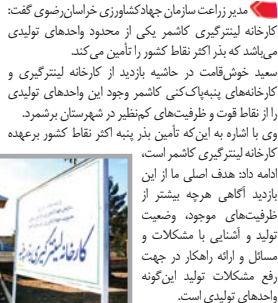 مدیر زراعت سازمان جهادکشاورزی خراسان‌رضوی گفت:
کارخانه لینترگیری کاشمر یکی از محدود واحدهای تولیدی
می‌باشد که بذر اکثر نقاط کشور را تأمین می‌کند.
سعید خوش‌قامت در حاشیه بازدید از کارخانه لینترگیری و
کارخانه‌های پنبه‌پاک‌کنی کاشمر وجود این واحدهای تولیدی
را از نقاط قوت و ظرفیت‌های کم‌نظیر در شهرستان برشمرد.
وی با اشاره به این‌که تأمین بذر پنبه اکثر نقاط کشور برعهده
کارخانه لینترگیری کاشمر است،
ادامه داد: هدف اصلی ما از این
بازدید آگاهی هرچه بیشتر از
ظرفیت‌های موجود، وضعیت
تولید و آشنایی با مشکلات و
مسائل و ارائه راهکار در جهت
رفع مشکلات تولید این‌گونه
واحدهای تولیدی است.
کارخانه لینترگیری